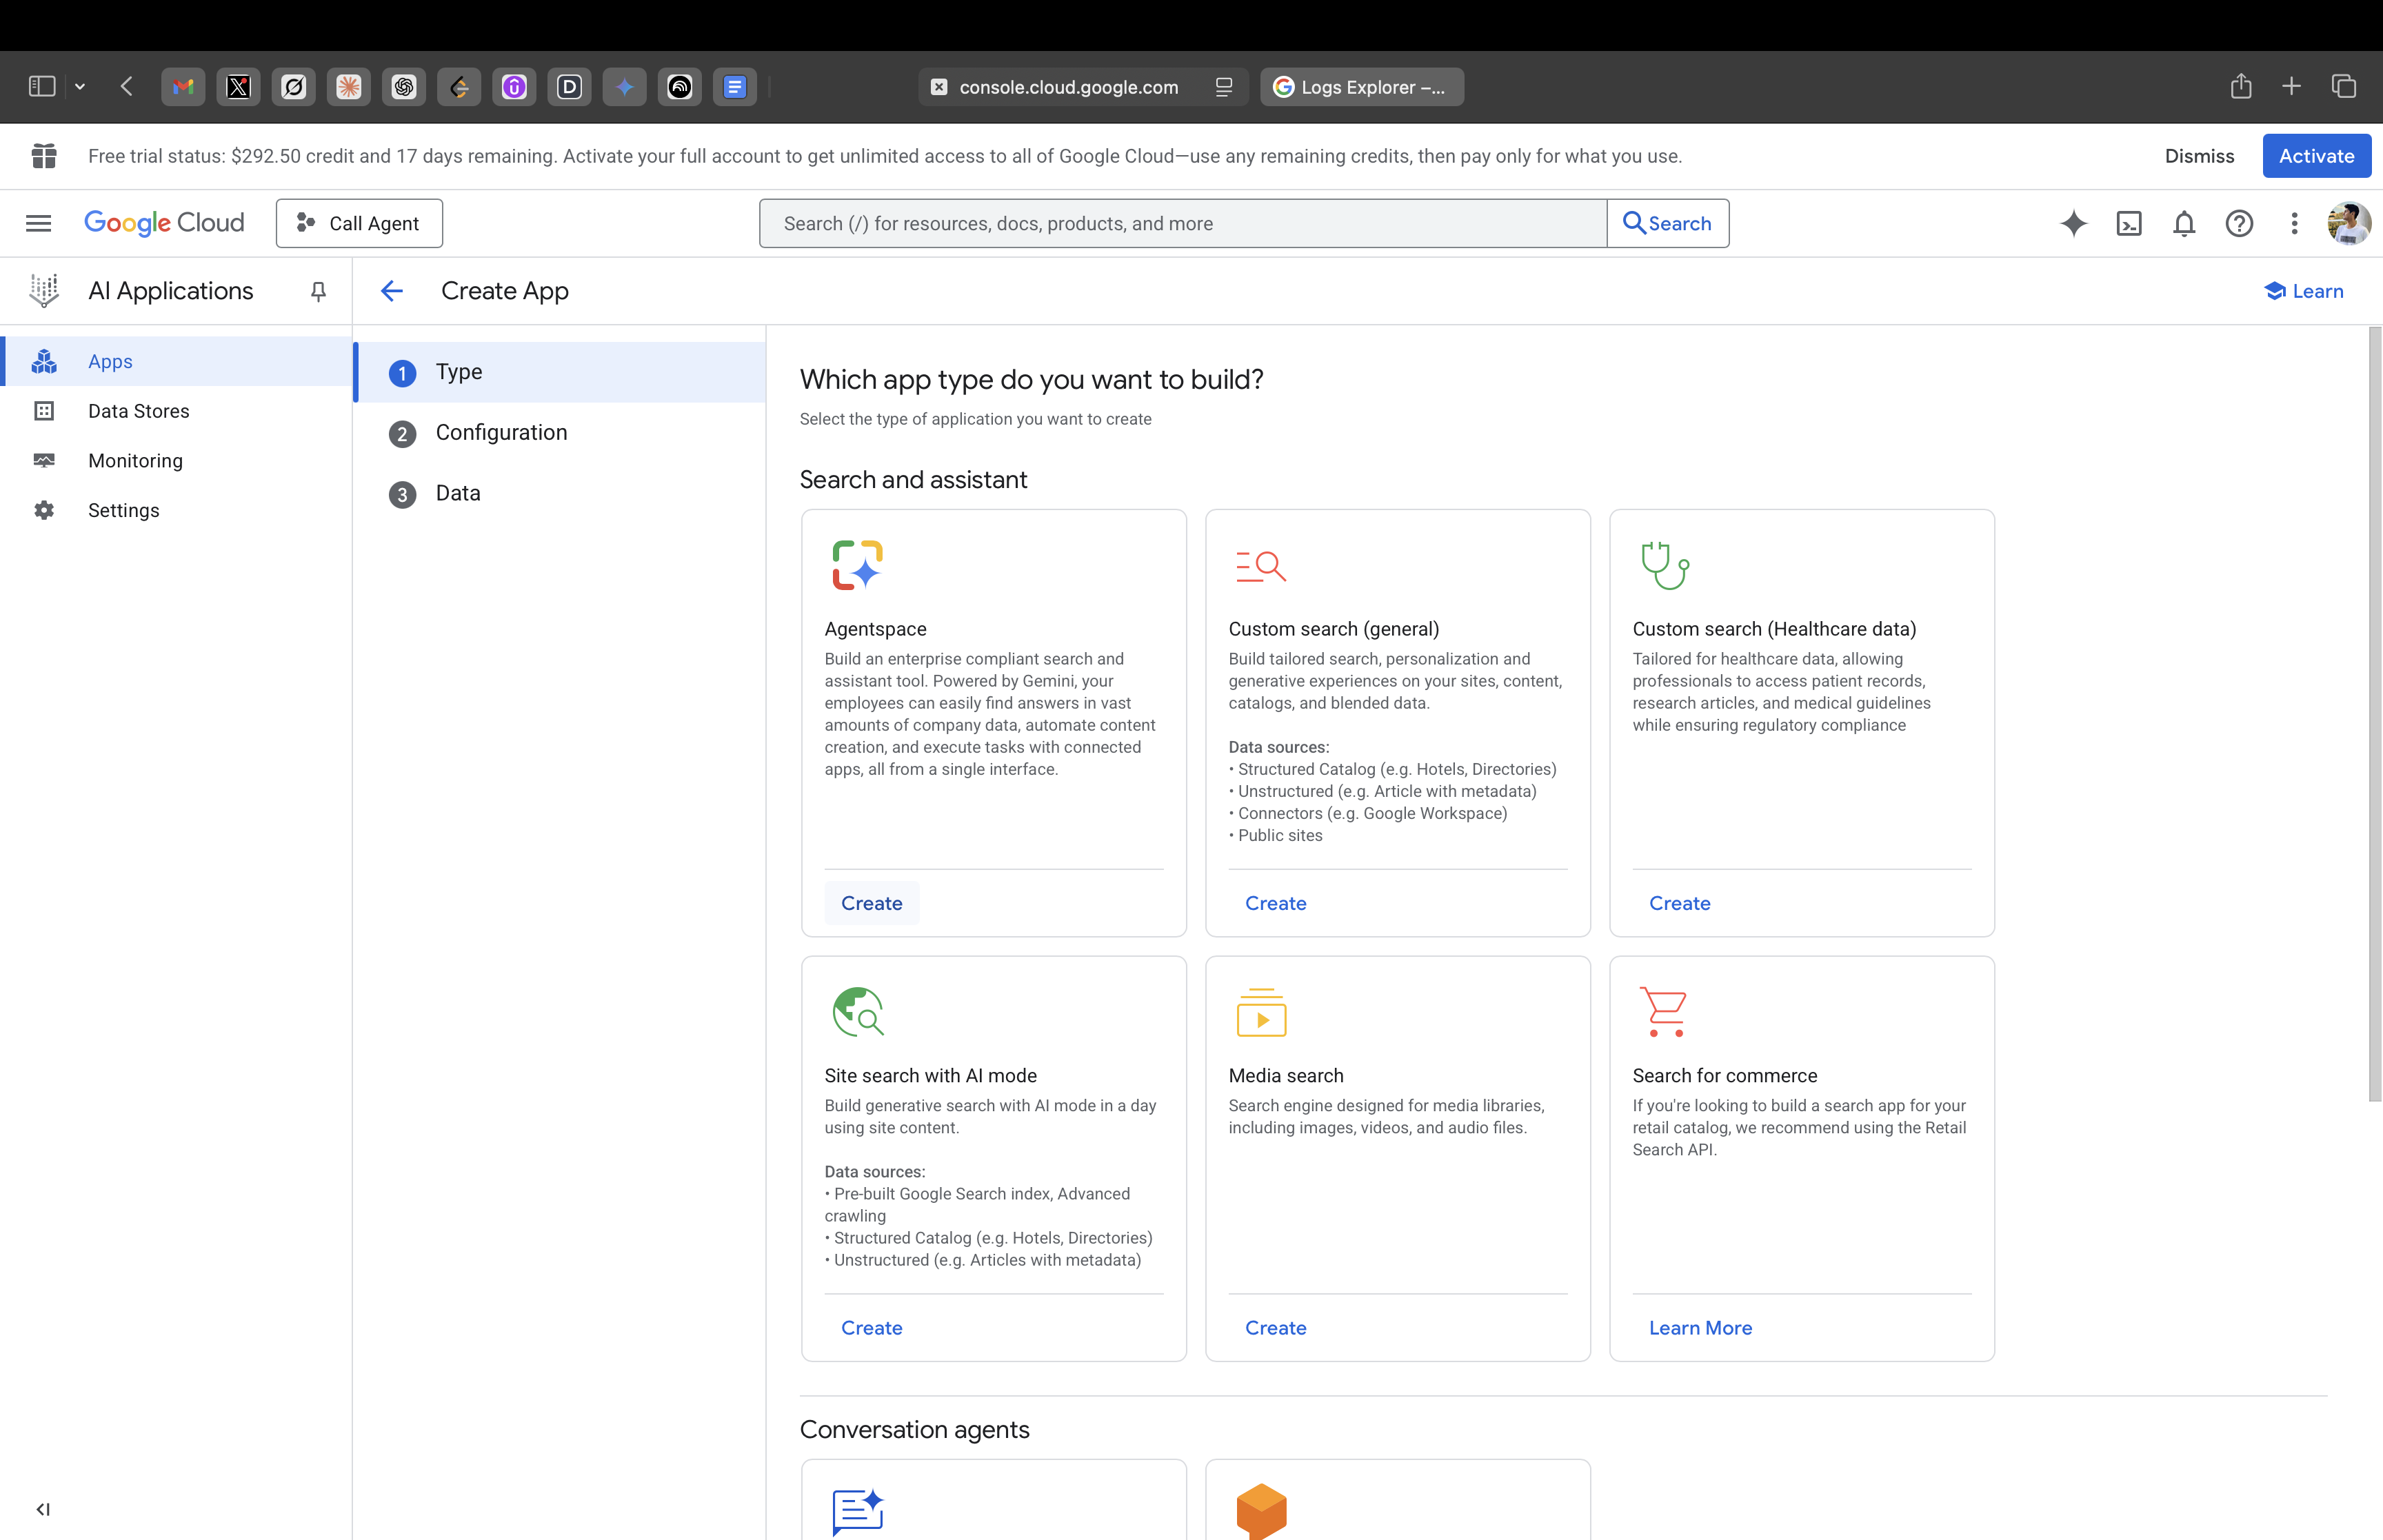 console.cloud.google.com
Logs Explorer –...
Free trial status: $292.50 credit and 17 days remaining. Activate your full account to get unlimited access to all of Google Cloud—use any remaining credits, then pay only for what you use.
Dismiss
Activate
Google Cloud
Call Agent
Search (/) for resources, docs, products, and more
Search
AI Applications
Create App
Learn
Apps
Data Stores
Monitoring
Settings
1 Type
2 Configuration
3 Data
Which app type do you want to build?
Select the type of application you want to create
Search and assistant
Agentspace
Build an enterprise compliant search and
assistant tool. Powered by Gemini, your
employees can easily find answers in vast
amounts of company data, automate content
creation, and execute tasks with connected
apps, all from a single interface.
Create
Custom search (general)
Build tailored search, personalization and
generative experiences on your sites, content,
catalogs, and blended data.
Data sources:
• Structured Catalog (e.g. Hotels, Directories)
• Unstructured (e.g. Article with metadata)
• Connectors (e.g. Google Workspace)
• Public sites
Create
Custom search (Healthcare data)
Tailored for healthcare data, allowing
professionals to access patient records,
research articles, and medical guidelines
while ensuring regulatory compliance
Create
Site search with AI mode
Build generative search with AI mode in a day
using site content.
Data sources:
• Pre-built Google Search index, Advanced
crawling
• Structured Catalog (e.g. Hotels, Directories)
• Unstructured (e.g. Articles with metadata)
Create
Media search
Search engine designed for media libraries,
including images, videos, and audio files.
Create
Search for commerce
If you're looking to build a search app for your
retail catalog, we recommend using the Retail
Search API.
Learn More
Conversation agents